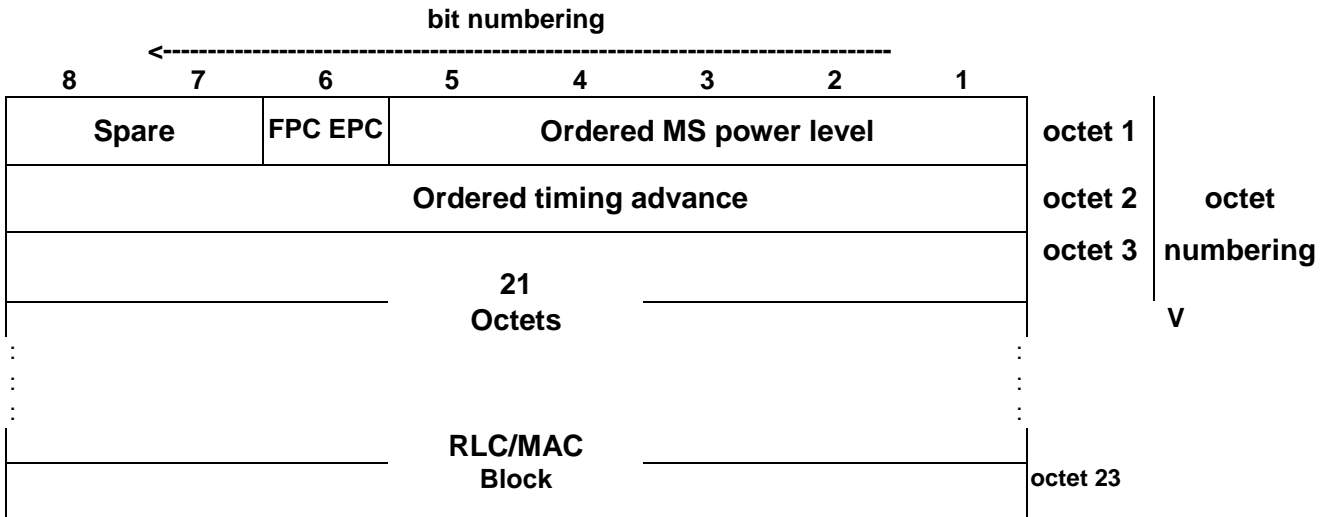 bit numbering
<--------------------------------------------------------------------------------
8 7 6 5 4 3 2 1
Spare FPC EPC Ordered MS power level octet 1
Ordered timing advance octet 2 octet
octet 3 numbering
21
Octets V
: :
: :
: :
RLC/MAC
Block octet 23